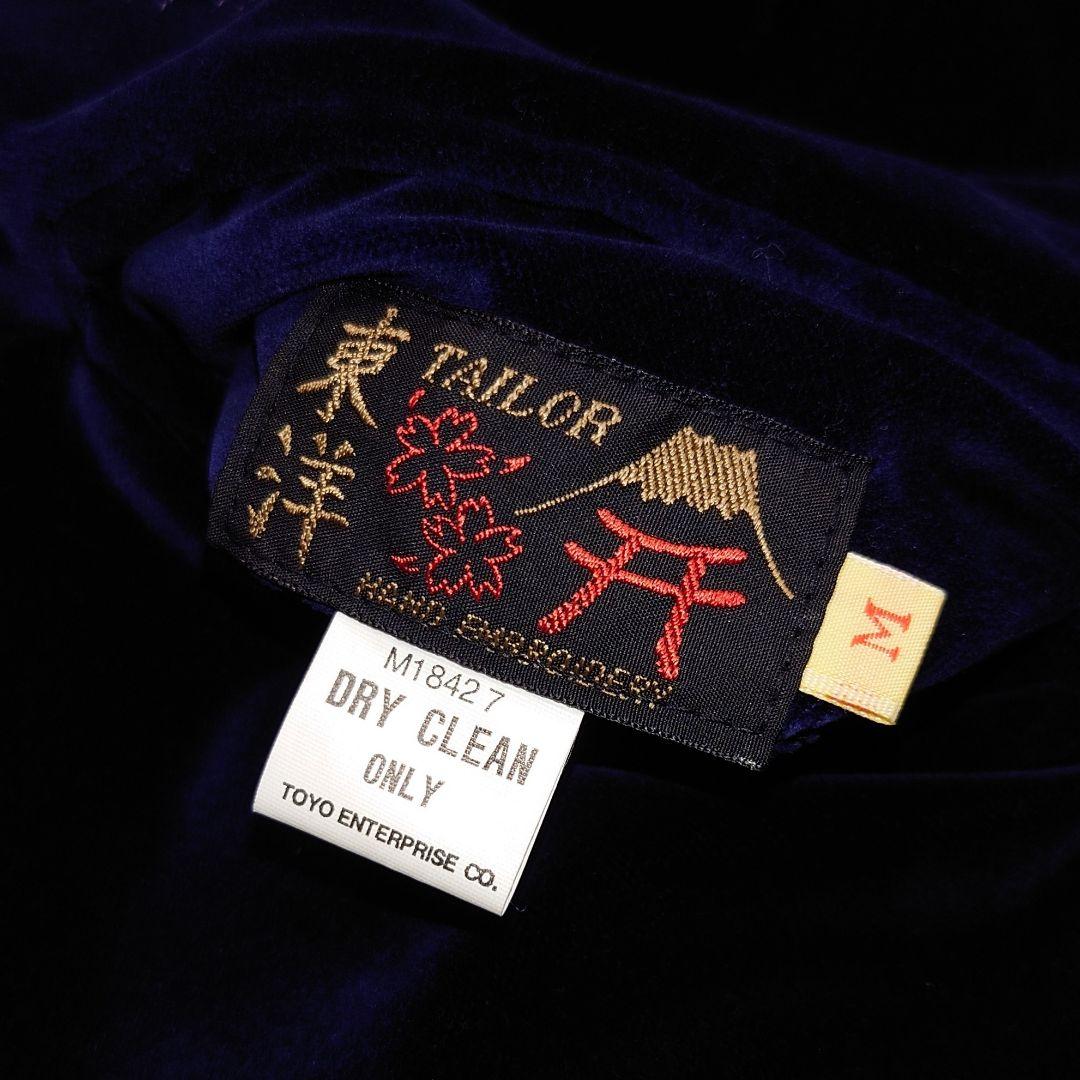 東洋
TAILOR
HAND EMBROIDERY
M
M18427
DRY CLEAN
ONLY
TOYO ENTERPRISE CO.